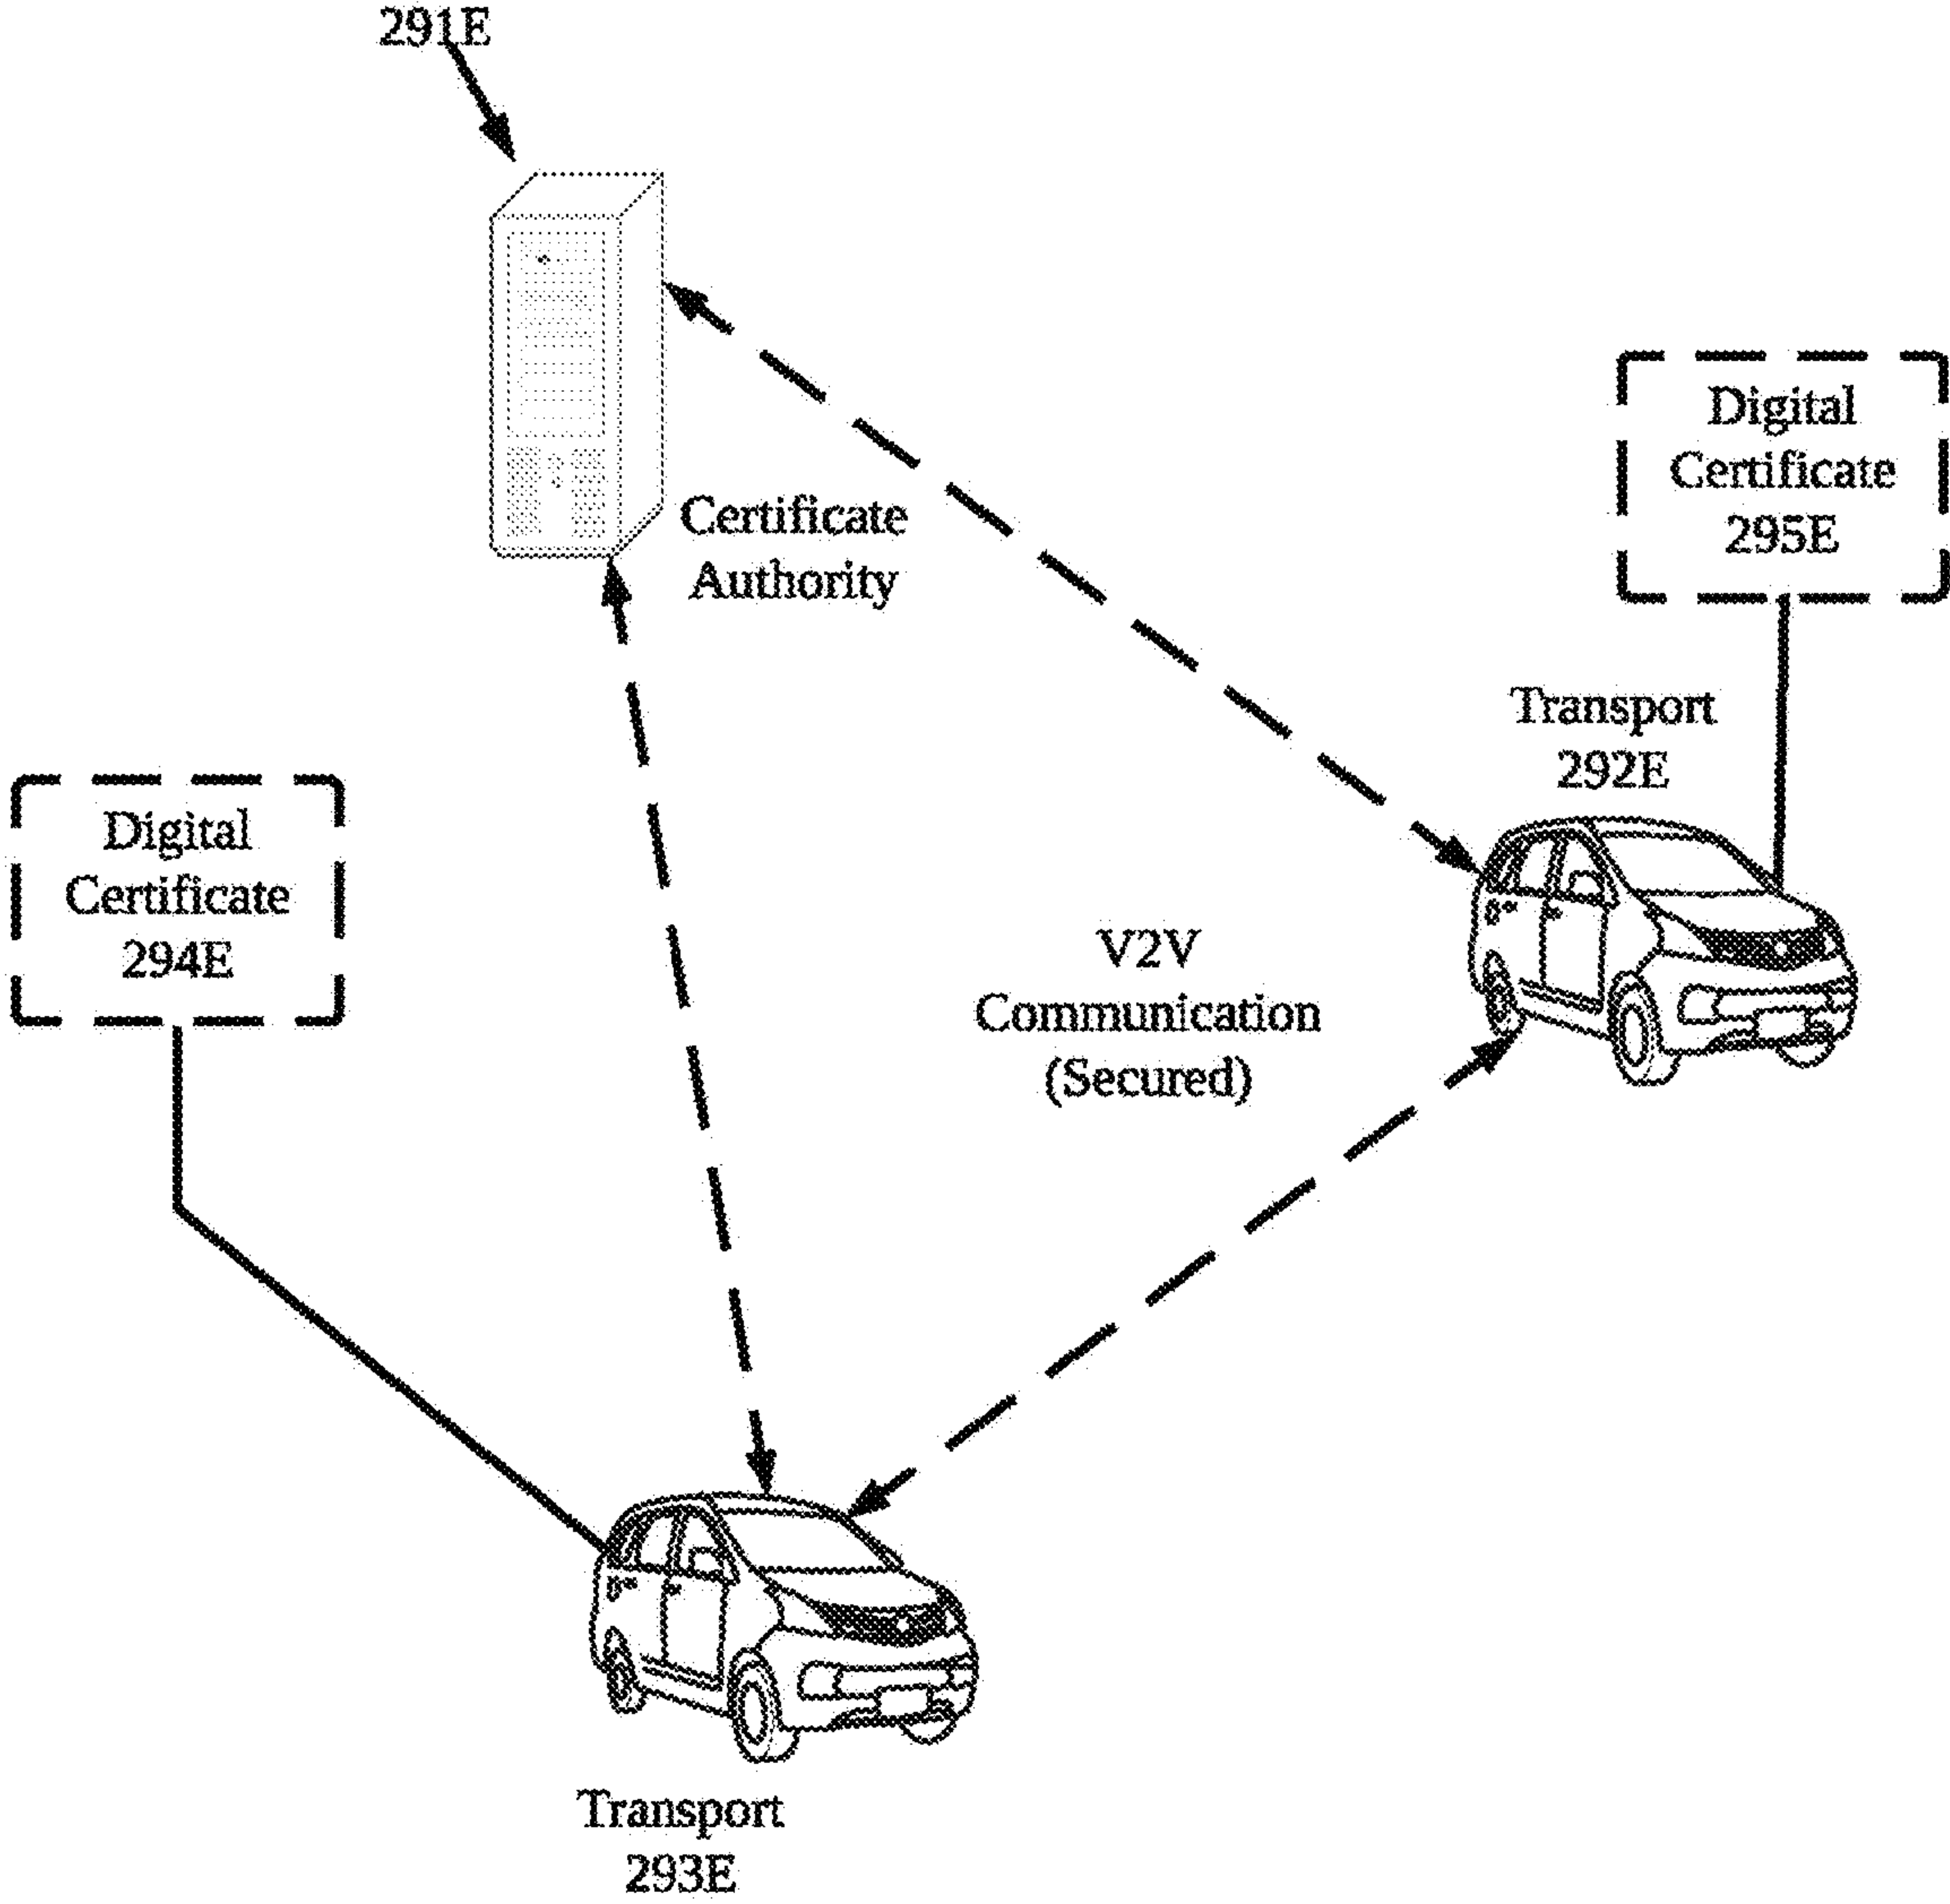 291E
Certificate
Authority
Digital
Certificate
295E
Transport
292E
Digital
Certificate
294E
V2V
Communication
(Secured)
Transport
293E